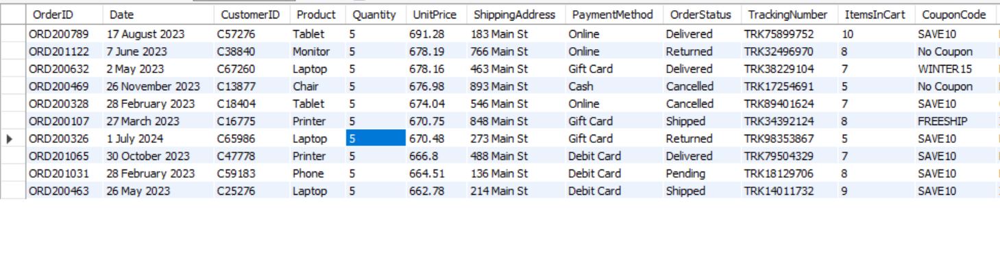 OrderID Date CustomerID Product Quantity UnitPrice ShippingAddress PaymentMethod OrderStatus TrackingNumber ItemsInCart CouponCode
ORD200789 17 August 2023 C57276 Tablet 5 691.28 183 Main St Online Delivered TRK75899752 10 SAVE10
ORD201122 7 June 2023 C38840 Monitor 5 678.19 766 Main St Online Returned TRK32496970 8 No Coupon
ORD200632 2 May 2023 C67260 Laptop 5 678.16 463 Main St Gift Card Delivered TRK38229104 7 WINTER15
ORD200469 26 November 2023 C13877 Chair 5 676.98 893 Main St Cash Cancelled TRK17254691 5 No Coupon
ORD200328 28 February 2023 C18404 Tablet 5 674.04 546 Main St Online Cancelled TRK89401624 7 SAVE10
ORD200107 27 March 2023 C16775 Printer 5 670.75 848 Main St Gift Card Shipped TRK34392124 8 FREESHIP
ORD200326 1 July 2024 C65986 Laptop 5 670.48 273 Main St Gift Card Returned TRK98353867 5 SAVE10
ORD201065 30 October 2023 C47778 Printer 5 666.8 488 Main St Debit Card Delivered TRK79504329 7 SAVE10
ORD201031 28 February 2023 C59183 Phone 5 664.51 136 Main St Debit Card Pending TRK18129706 8 SAVE10
ORD200463 26 May 2023 C25276 Laptop 5 662.78 214 Main St Debit Card Shipped TRK14011732 9 SAVE10